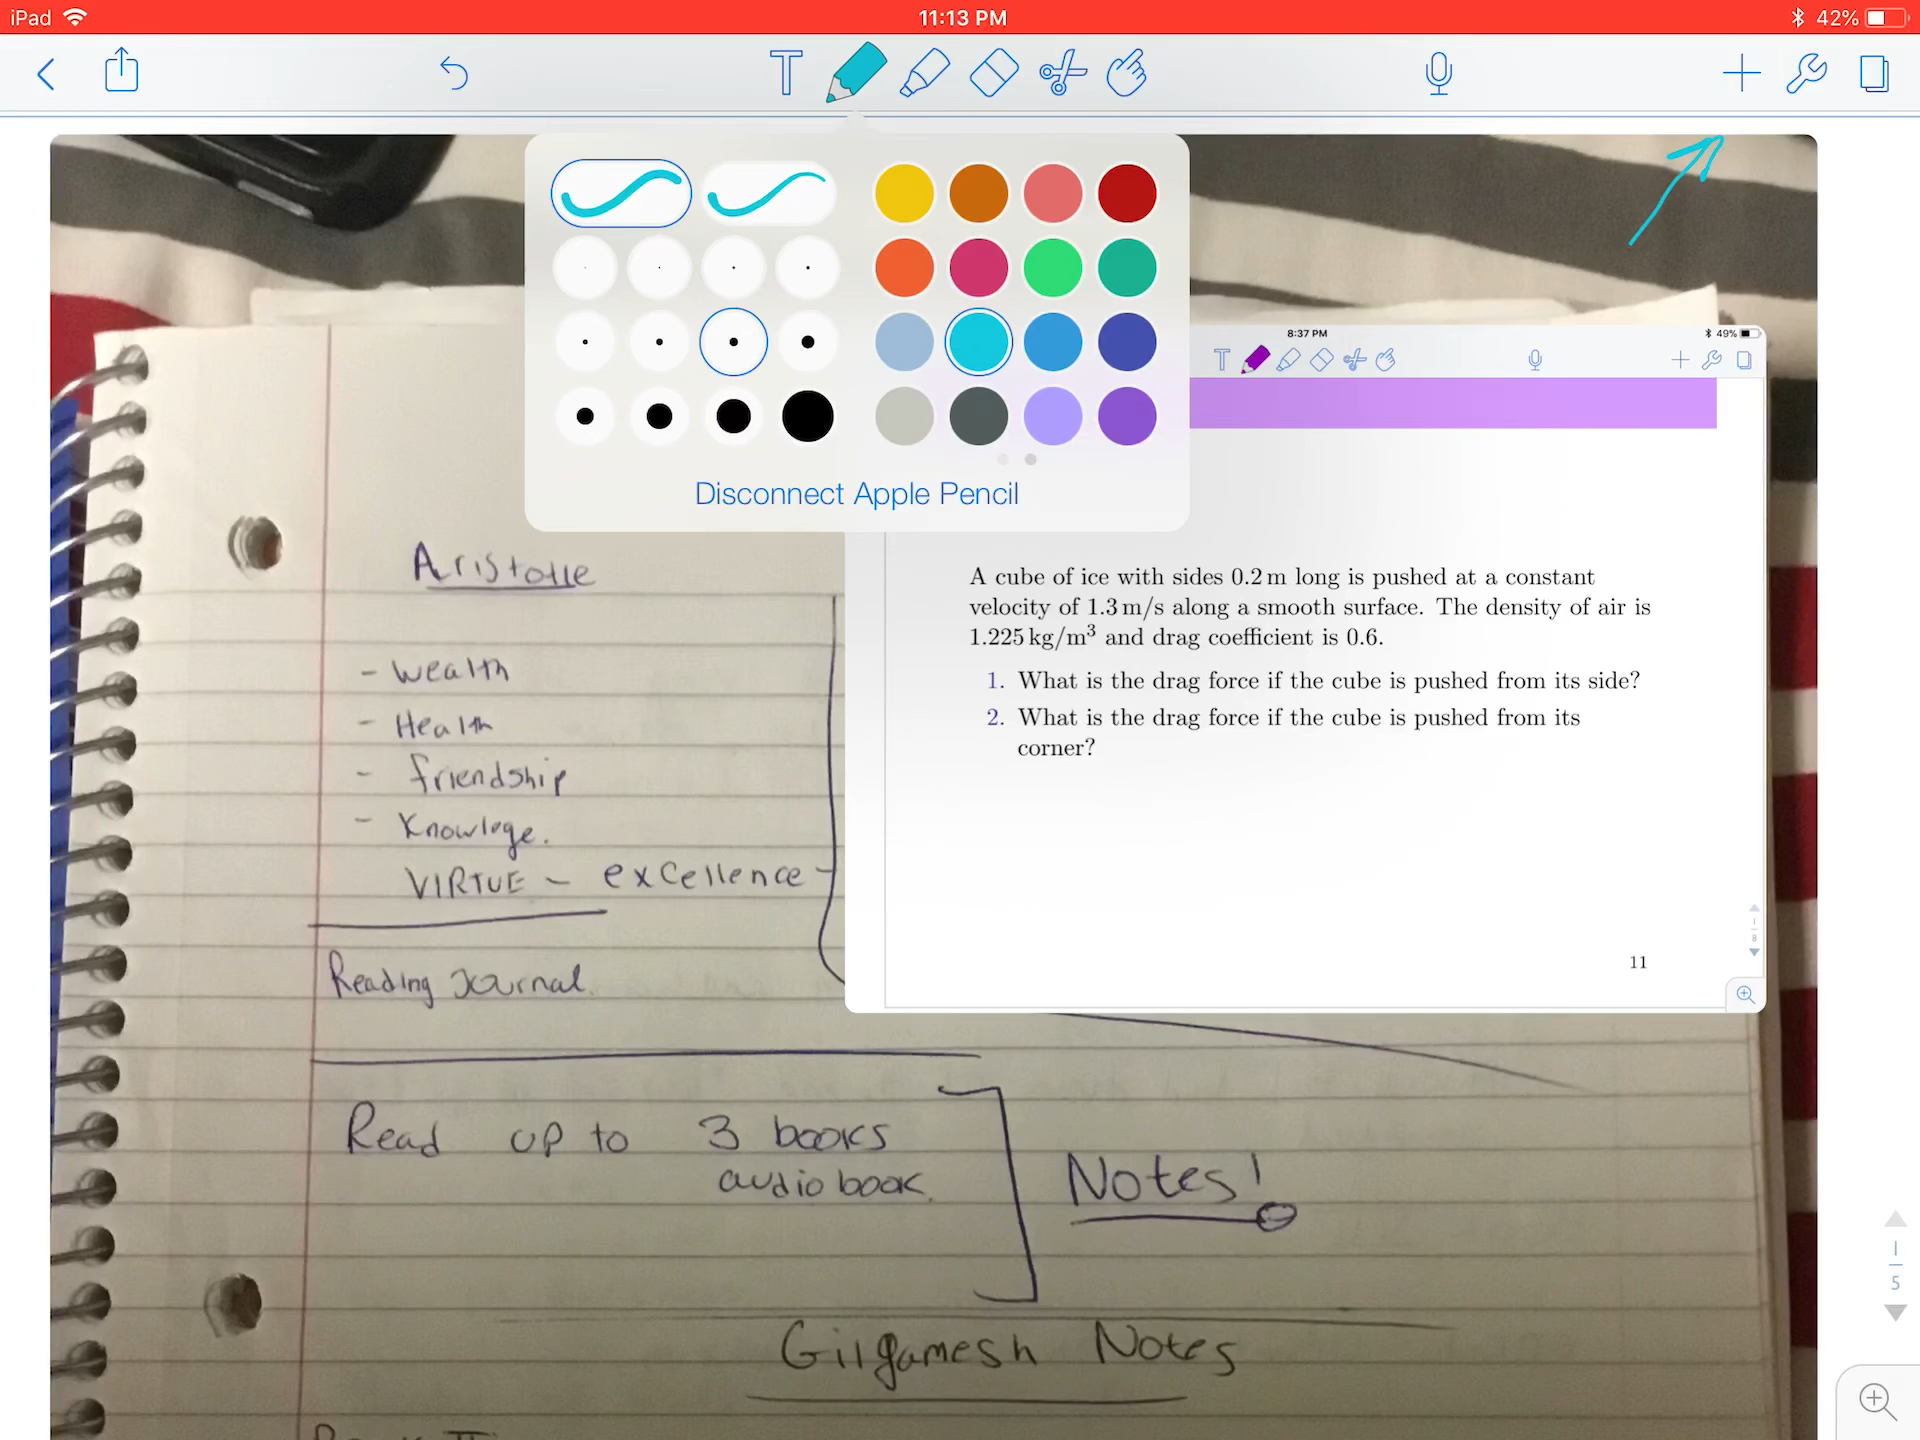 iPad 11:13 PM 42%
T
Disconnect Apple Pencil
8:37 PM 49%
T
A cube of ice with sides 0.2 m long is pushed at a constant
velocity of 1.3 m/s along a smooth surface. The density of air is
1.225 kg/m³ and drag coefficient is 0.6.
1. What is the drag force if the cube is pushed from its side?
2. What is the drag force if the cube is pushed from its
corner?
11
1
8
Aristotle
- Wealth
- Health
- friendship
- Knowlege.
VIRTUE - excellence -
Reading Journal.
Read up to 3 books
audiobook.
Notes!
Gilgamesh Notes
1
5